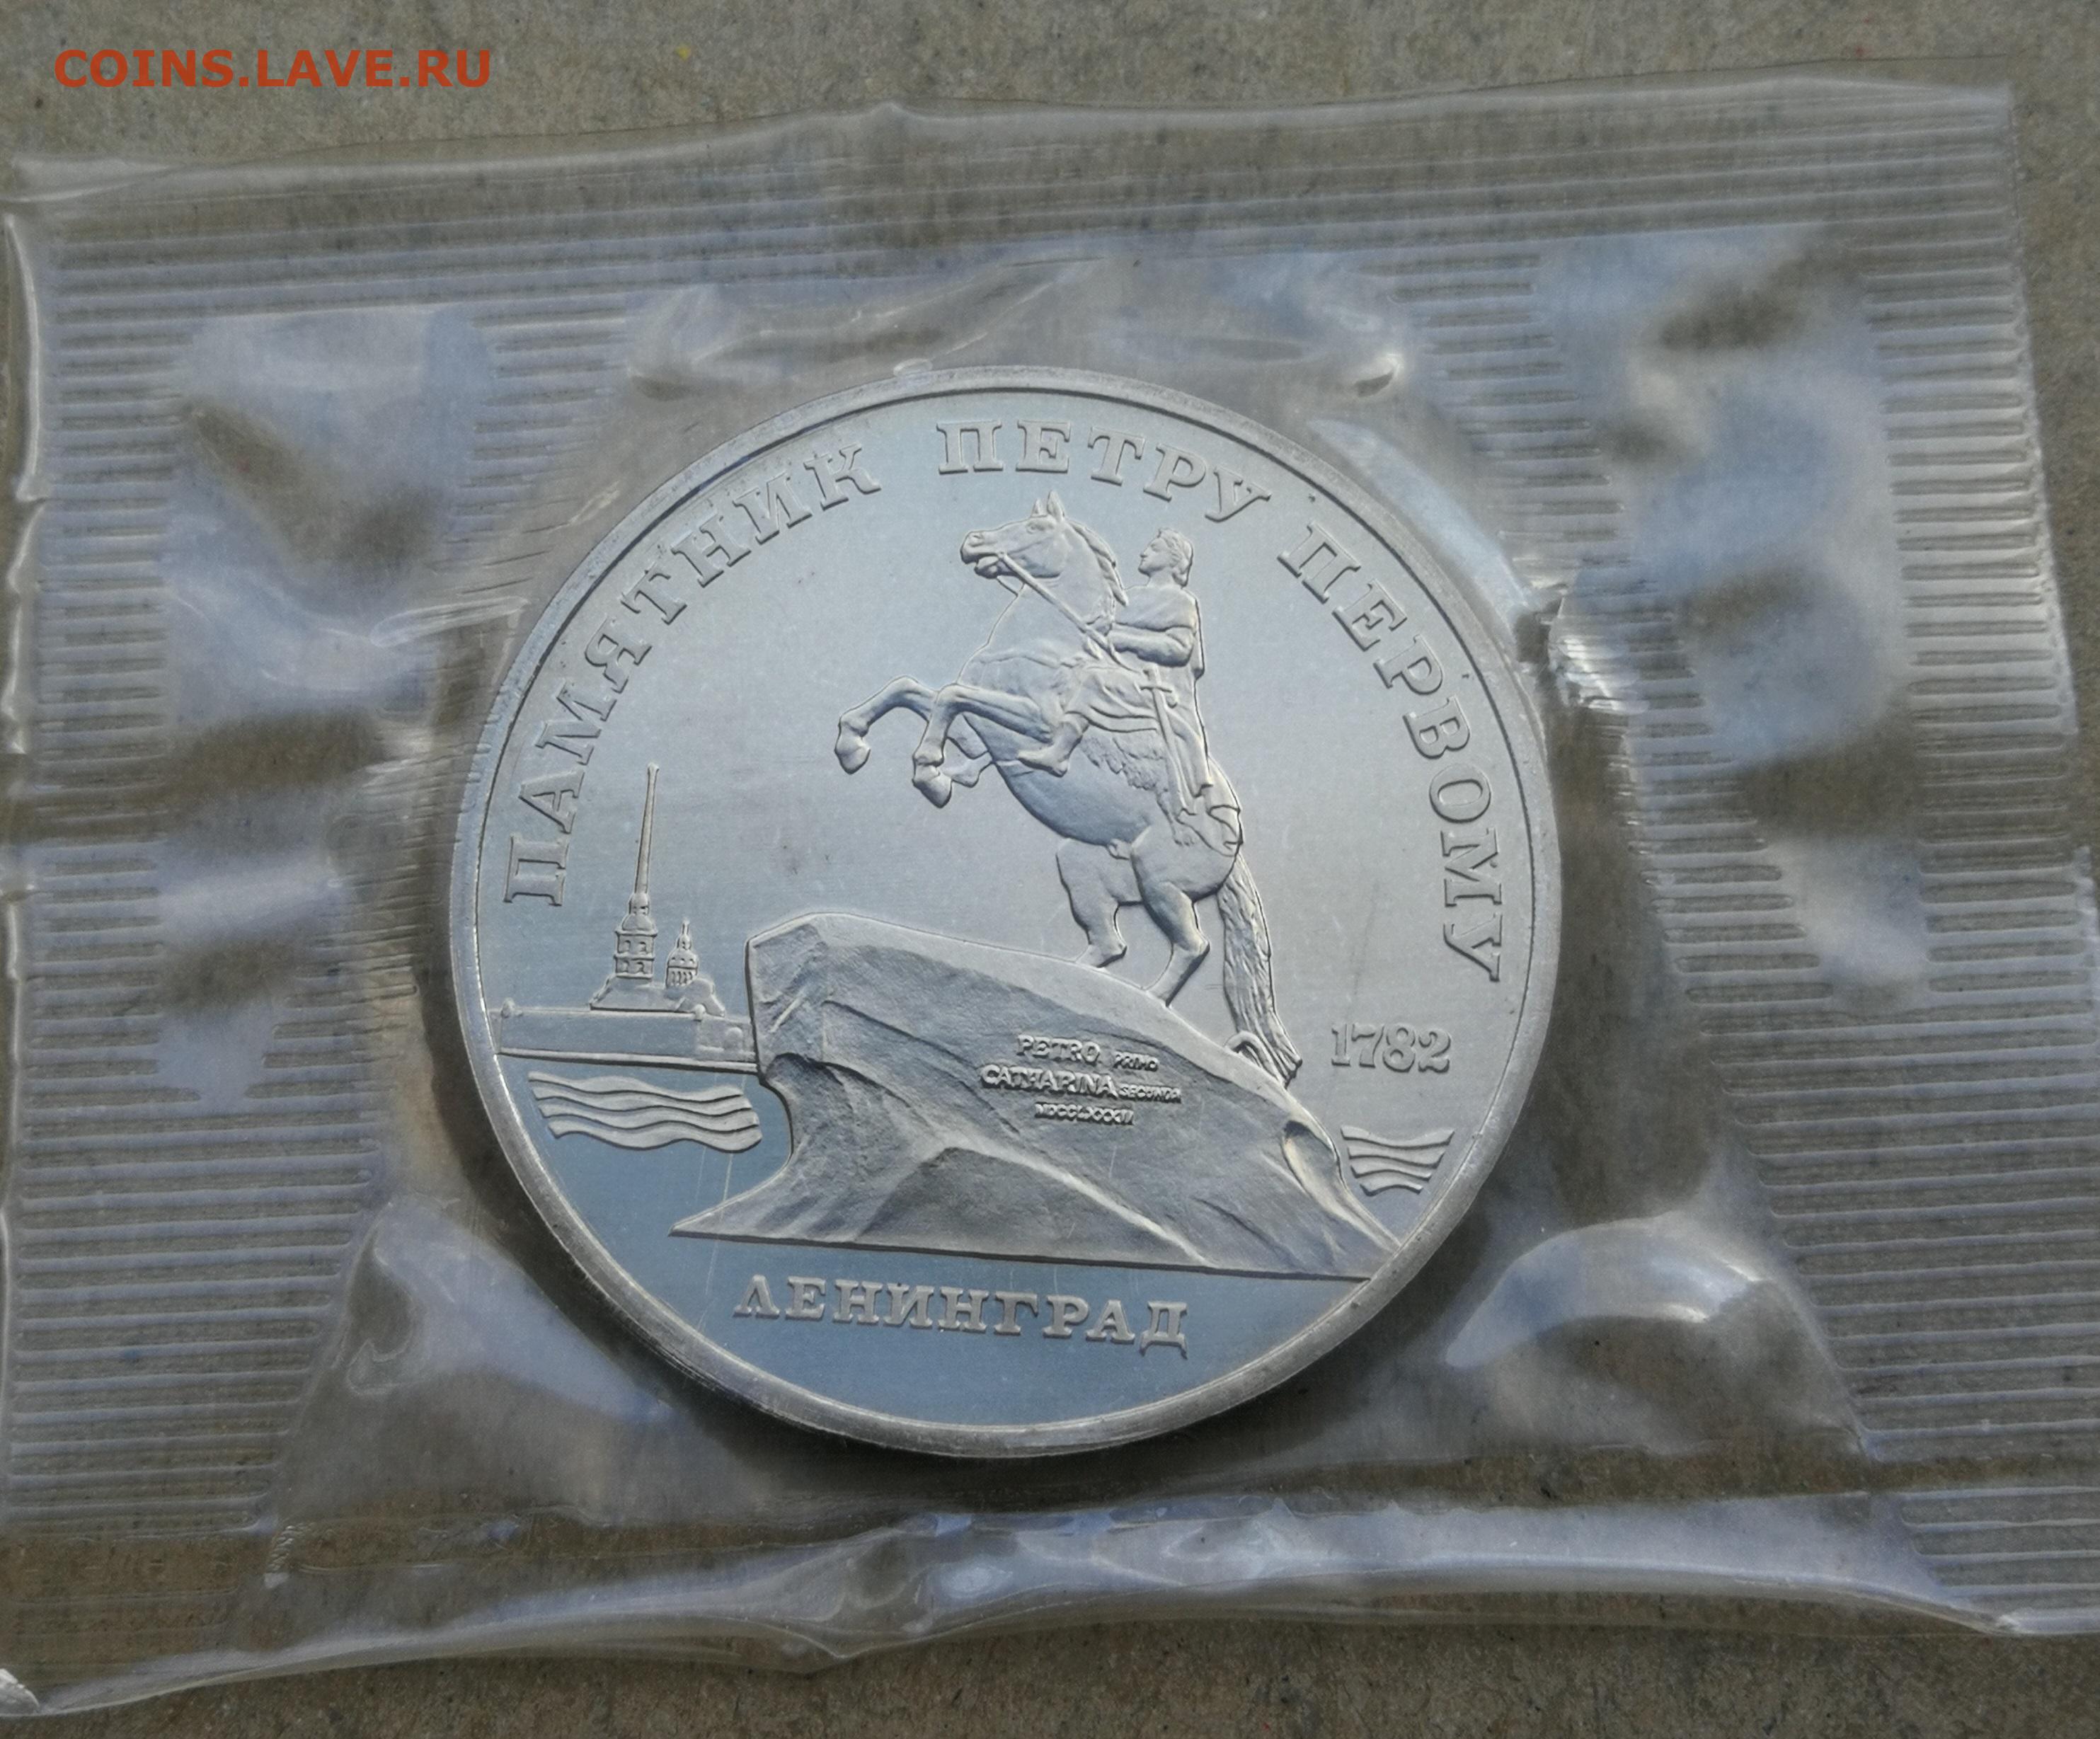 COINS.LAVE.RU
ПАМЯТНИК ПЕТРУ ПЕРВОМУ
1782
PETRO PRIMO
CATHARINA SECUNDA
MDCCLXXXII
ЛЕНИНГРАД